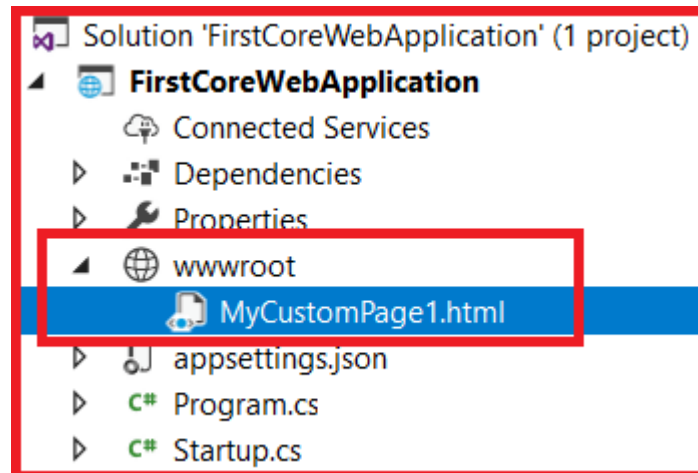 Solution 'FirstCoreWebApplication' (1 project)
FirstCoreWebApplication
Connected Services
Dependencies
Properties
wwwroot
MyCustomPage1.html
appsettings.json
C# Program.cs
C# Startup.cs